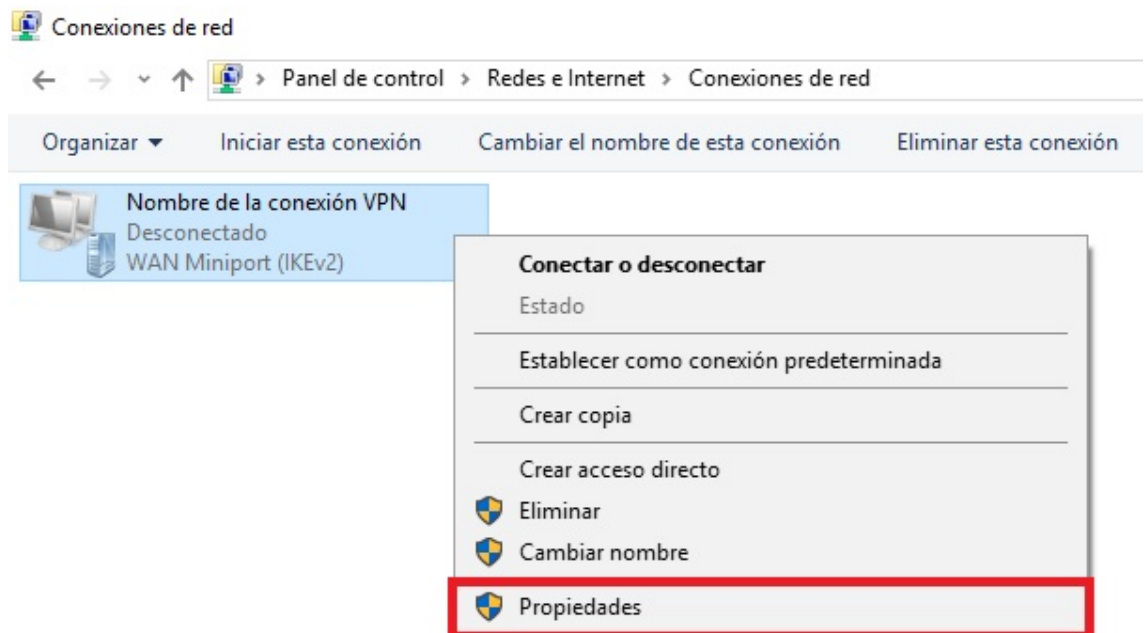 Conexiones de red
Panel de control > Redes e Internet > Conexiones de red
Organizar Iniciar esta conexión Cambiar el nombre de esta conexión Eliminar esta conexión
Nombre de la conexión VPN
Desconectado
WAN Miniport (IKEv2)
Conectar o desconectar
Estado
Establecer como conexión predeterminada
Crear copia
Crear acceso directo
Eliminar
Cambiar nombre
Propiedades